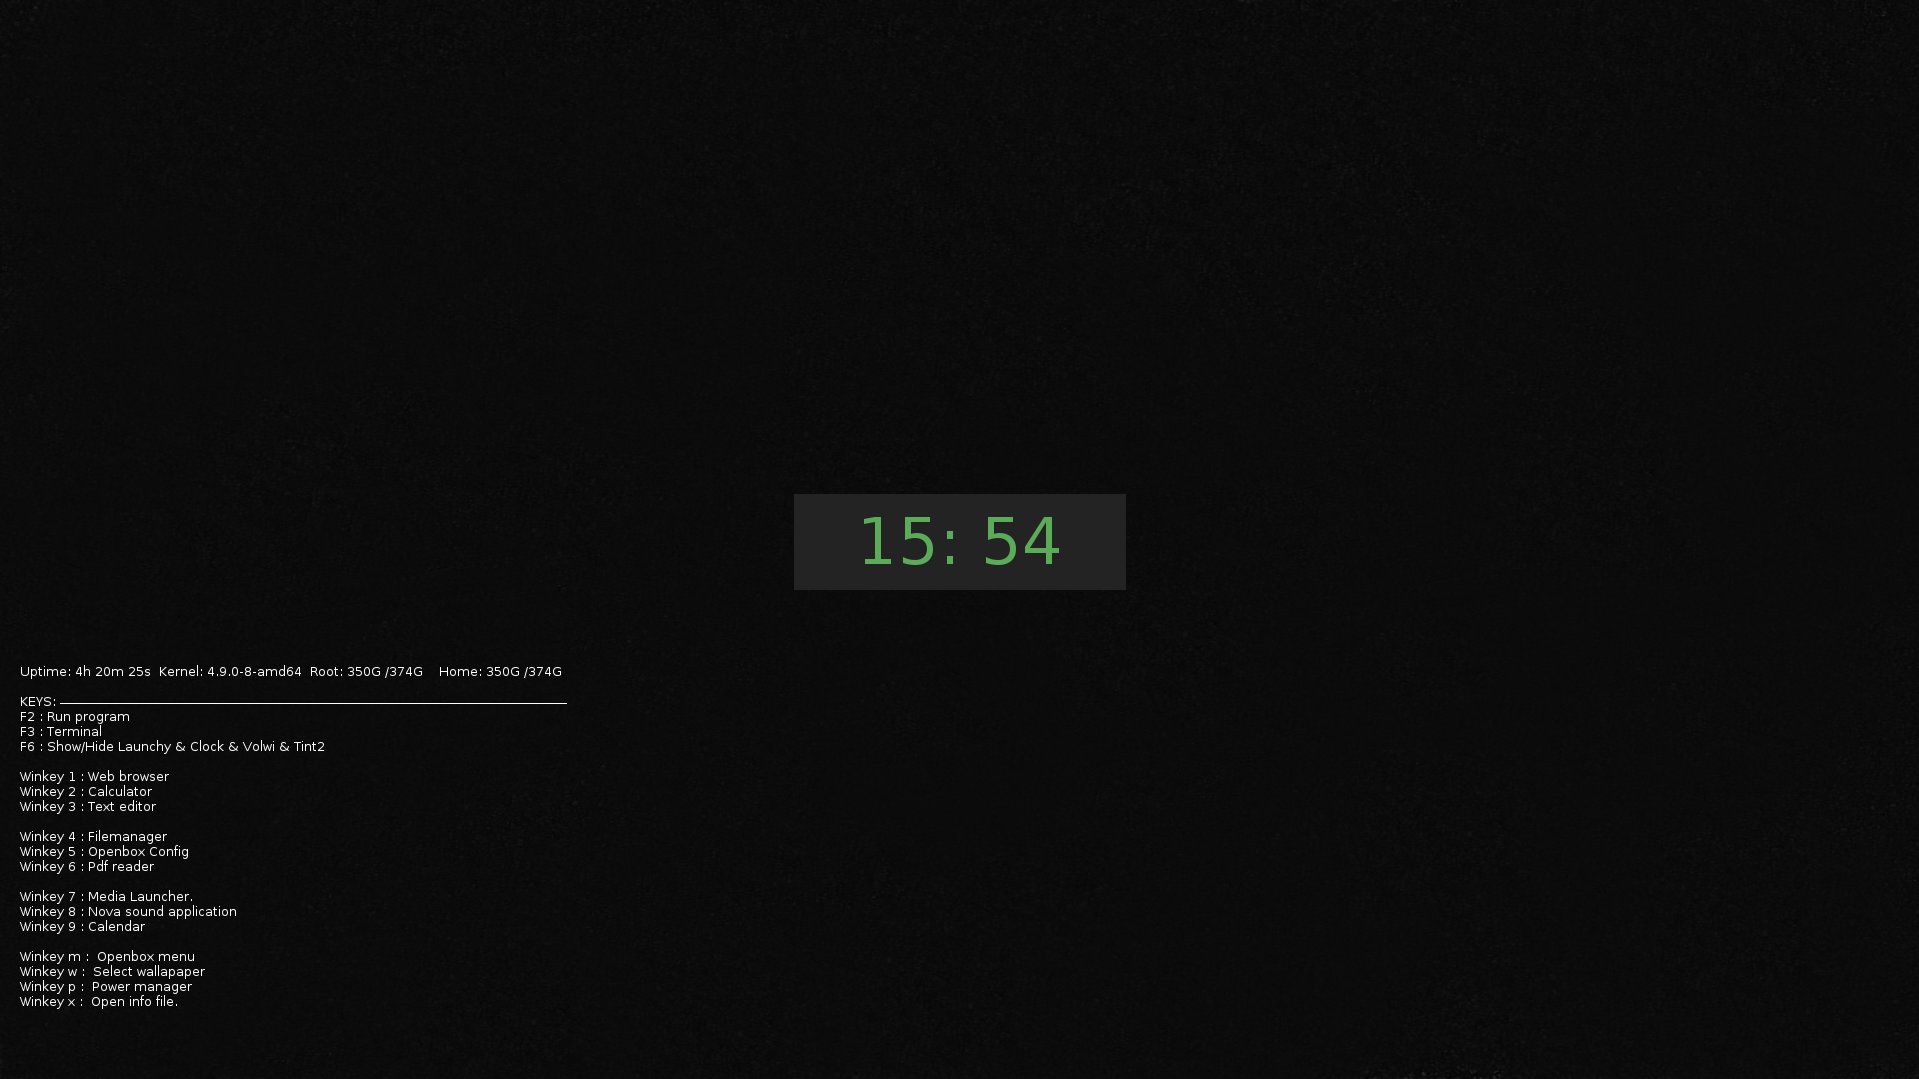 15: 54
Uptime: 4h 20m 25s  Kernel: 4.9.0-8-amd64  Root: 350G /374G    Home: 350G /374G
KEYS:
F2 : Run program
F3 : Terminal
F6 : Show/Hide Launchy & Clock & Volwi & Tint2
Winkey 1 : Web browser
Winkey 2 : Calculator
Winkey 3 : Text editor
Winkey 4 : Filemanager
Winkey 5 : Openbox Config
Winkey 6 : Pdf reader
Winkey 7 : Media Launcher.
Winkey 8 : Nova sound application
Winkey 9 : Calendar
Winkey m :  Openbox menu
Winkey w :  Select wallapaper
Winkey p :  Power manager
Winkey x :  Open info file.